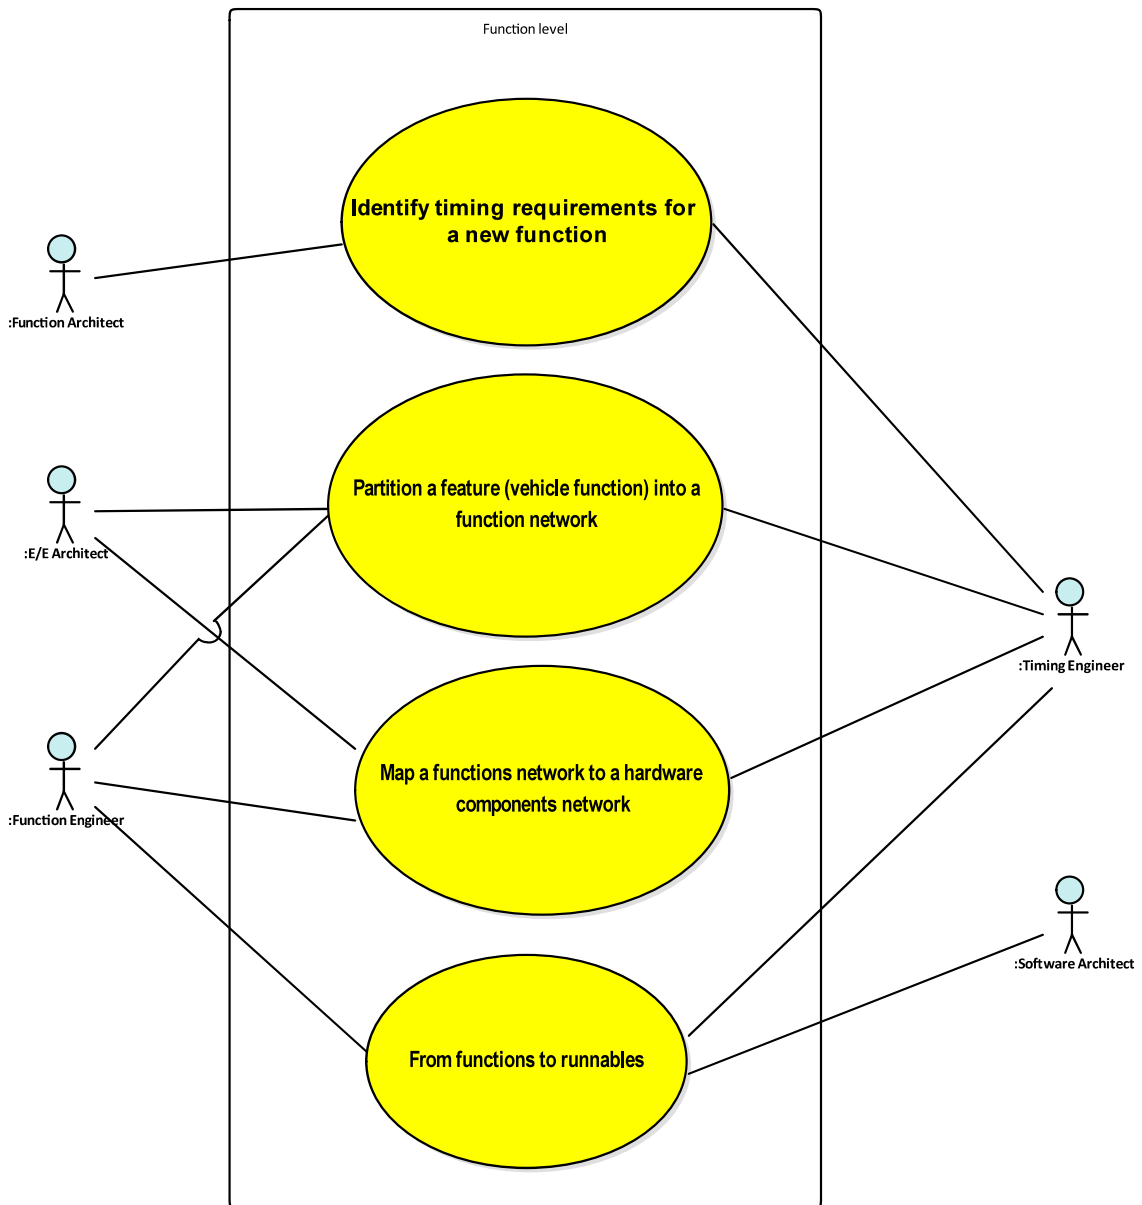 Function level
Identify timing requirements for
a new function
:Function Architect
Partition a feature (vehicle function) into a
function network
:E/E Architect
:Timing Engineer
Map a functions network to a hardware
components network
:Function Engineer
:Software Architect
From functions to runnables